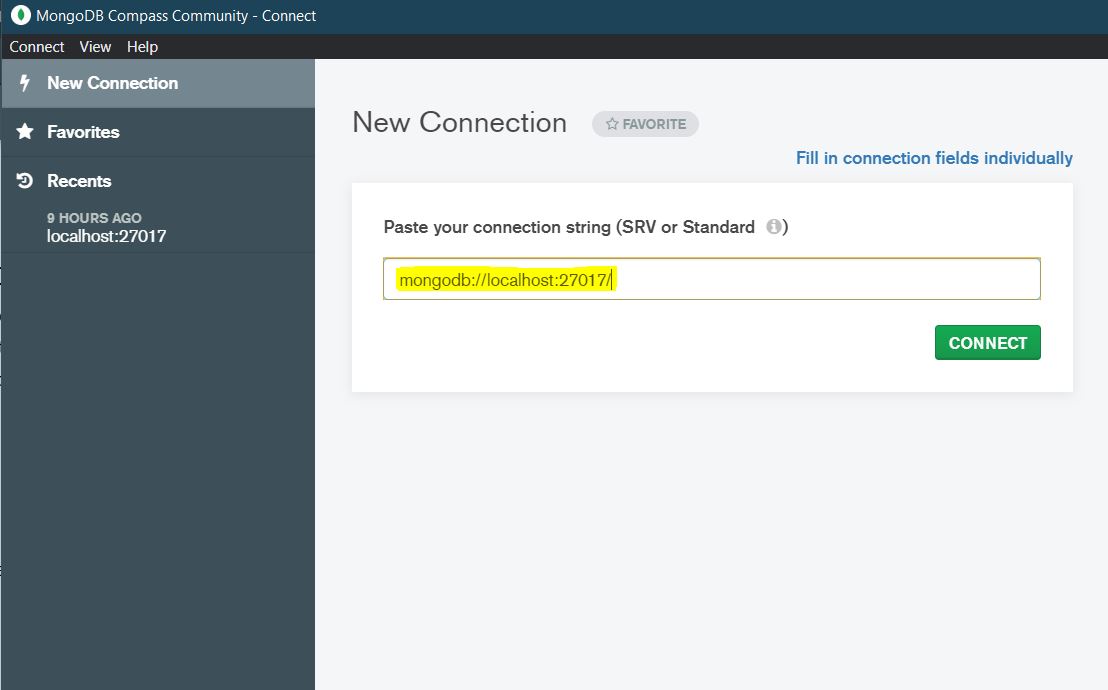 MongoDB Compass Community - Connect
Connect View Help
New Connection
Favorites
Recents
9 HOURS AGO
localhost:27017
New Connection
FAVORITE
Fill in connection fields individually
Paste your connection string (SRV or Standard )
mongodb://localhost:27017/
CONNECT